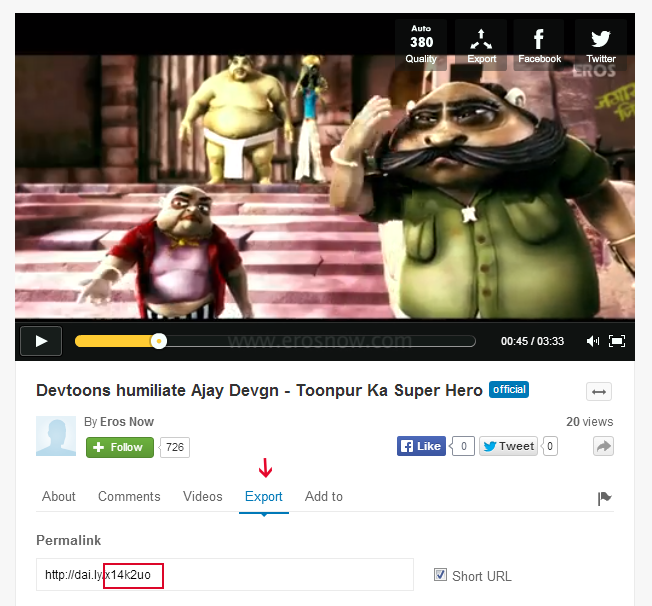 Auto
380
Quality
Export
Facebook
Twitter
EROS
www.erosnow.com
00:45 / 03:33
Devtoons humiliate Ajay Devgn - Toonpur Ka Super Hero official
By Eros Now
20 views
Follow 726
Like 0 Tweet 0
About Comments Videos Export Add to
Permalink
http://dai.ly/x14k2uo
Short URL